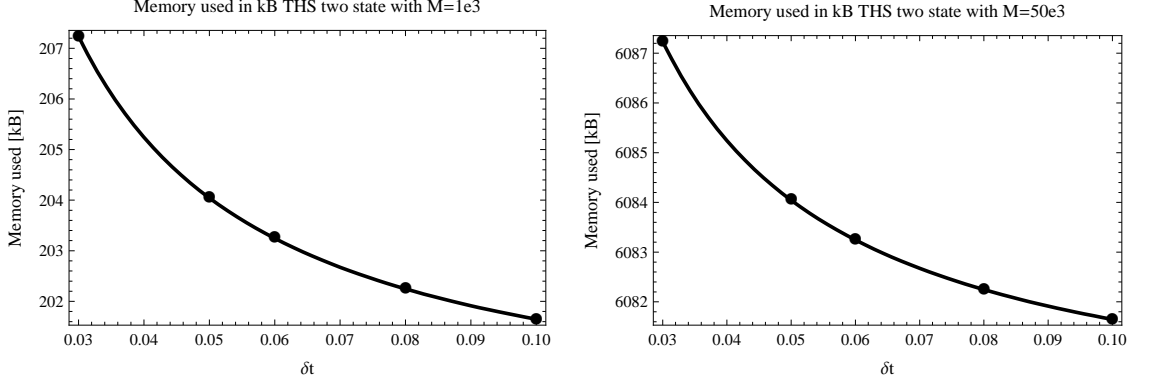 Memory used in kB THS two state with M=1e3
207
206
205
204
203
202
Memory used [kB]
0.03 0.04 0.05 0.06 0.07 0.08 0.09 0.10
δt
Memory used in kB THS two state with M=50e3
6087
6086
6085
6084
6083
6082
Memory used [kB]
0.03 0.04 0.05 0.06 0.07 0.08 0.09 0.10
δt